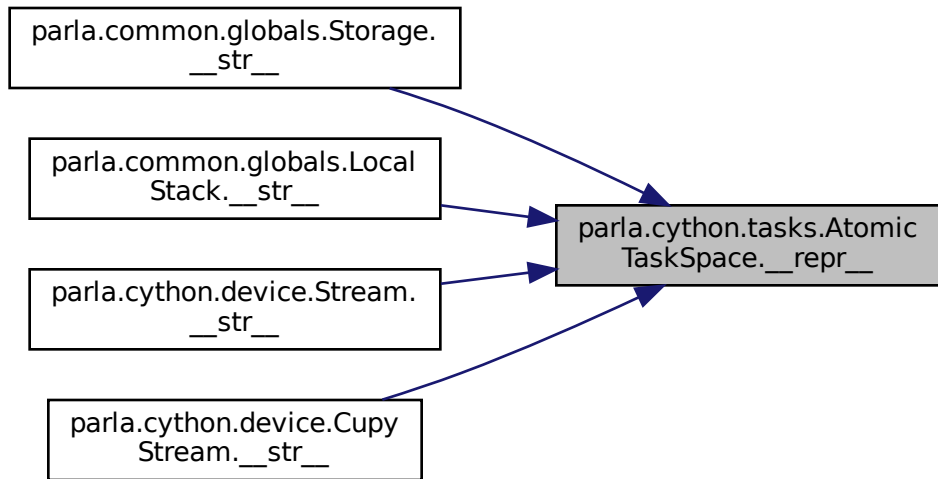 parla.common.globals.Storage.
__str__
parla.common.globals.Local
Stack.__str__
parla.cython.device.Stream.
__str__
parla.cython.device.Cupy
Stream.__str__
parla.cython.tasks.Atomic
TaskSpace.__repr__